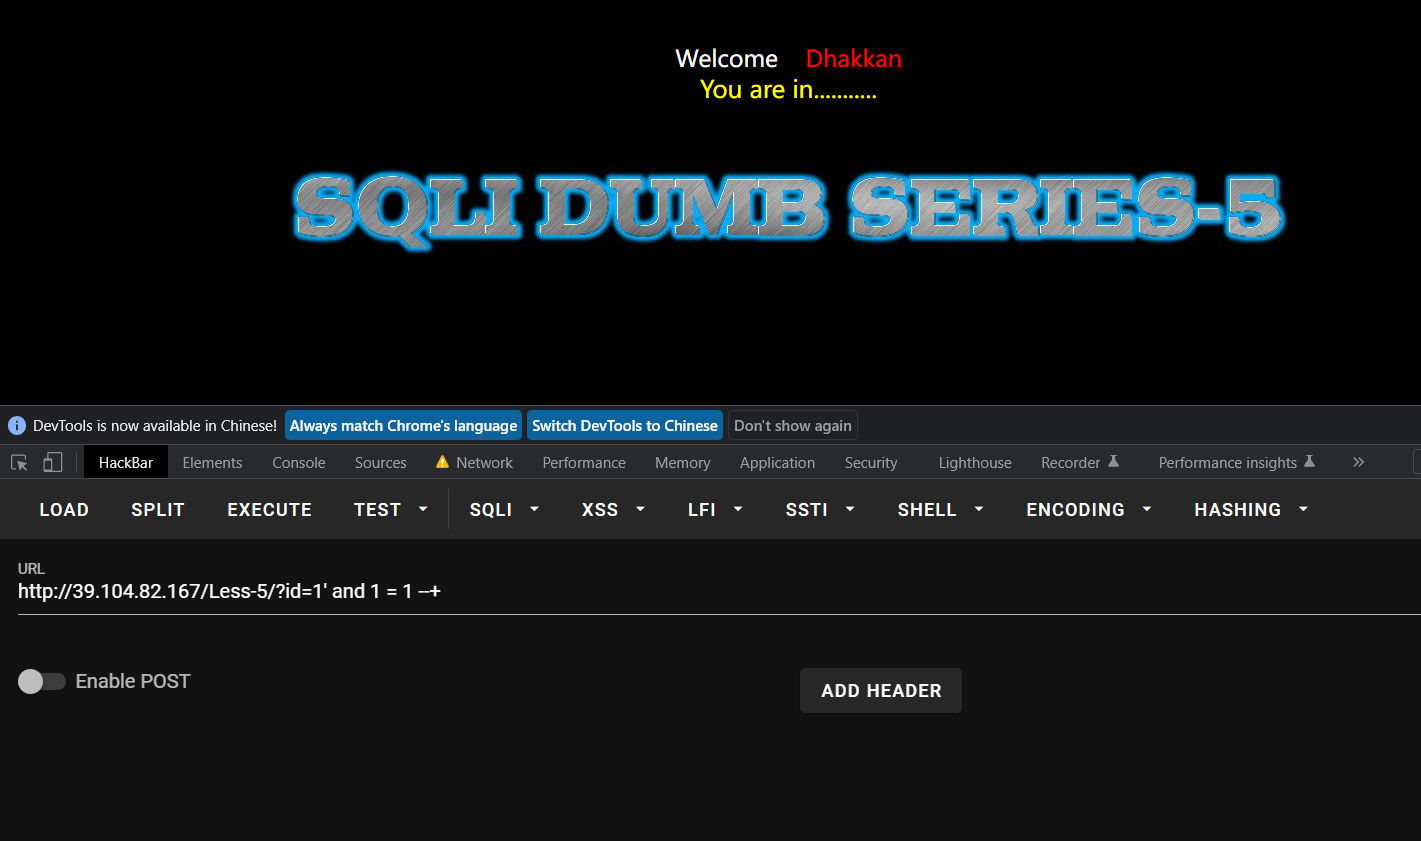 Welcome Dhakkan
You are in...........
SQLI DUMB SERIES-5
DevTools is now available in Chinese! Always match Chrome's language Switch DevTools to Chinese Don't show again
HackBar Elements Console Sources Network Performance Memory Application Security Lighthouse Recorder Performance insights »
LOAD SPLIT EXECUTE TEST SQLI XSS LFI SSTI SHELL ENCODING HASHING
URL
http://39.104.82.167/Less-5/?id=1' and 1 = 1 --+
Enable POST ADD HEADER